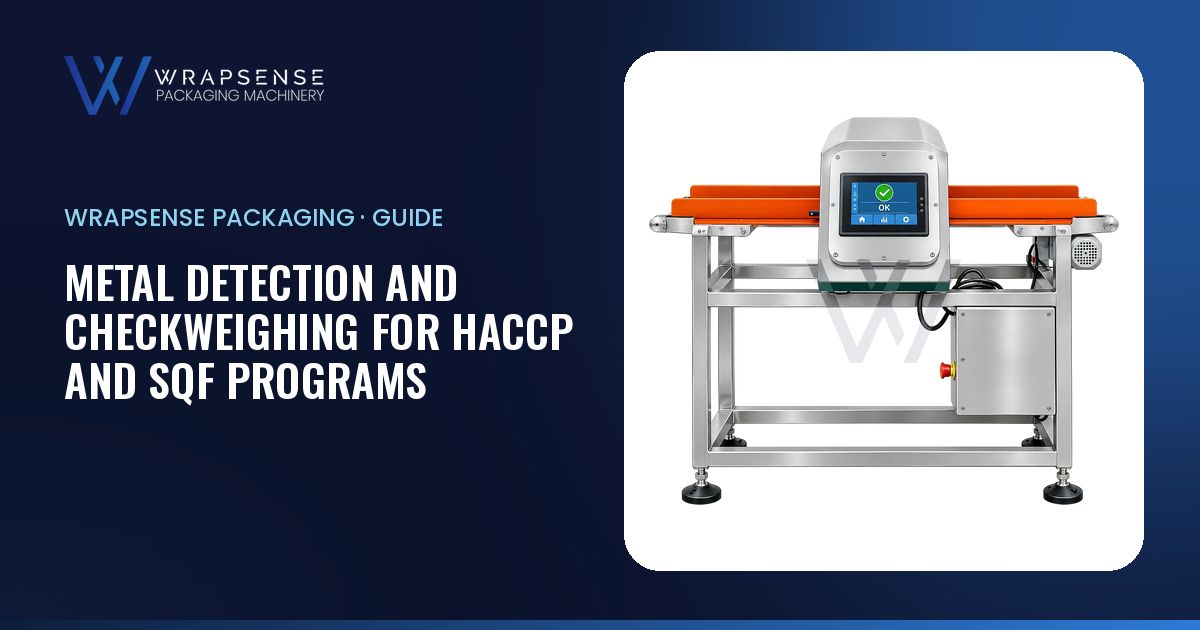 WRAPSENSE
PACKAGING MACHINERY
WRAPSENSE PACKAGING · GUIDE
METAL DETECTION AND
CHECKWEIGHING FOR HACCP
AND SQF PROGRAMS
OK